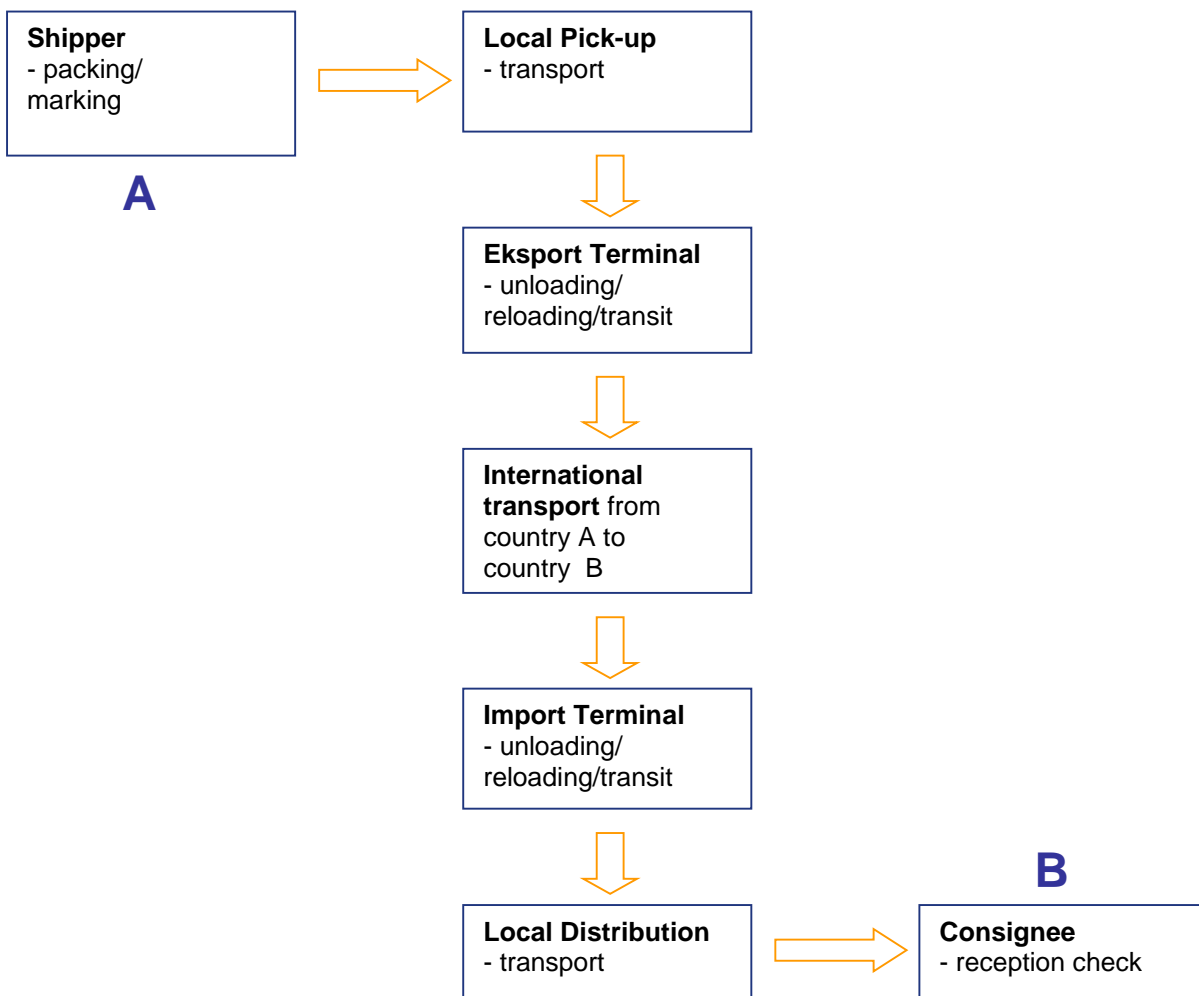 Shipper
- packing/
marking
A
Local Pick-up
- transport
Eksport Terminal
- unloading/
reloading/transit
International
transport from
country A to
country B
Import Terminal
- unloading/
reloading/transit
Local Distribution
- transport
B
Consignee
- reception check